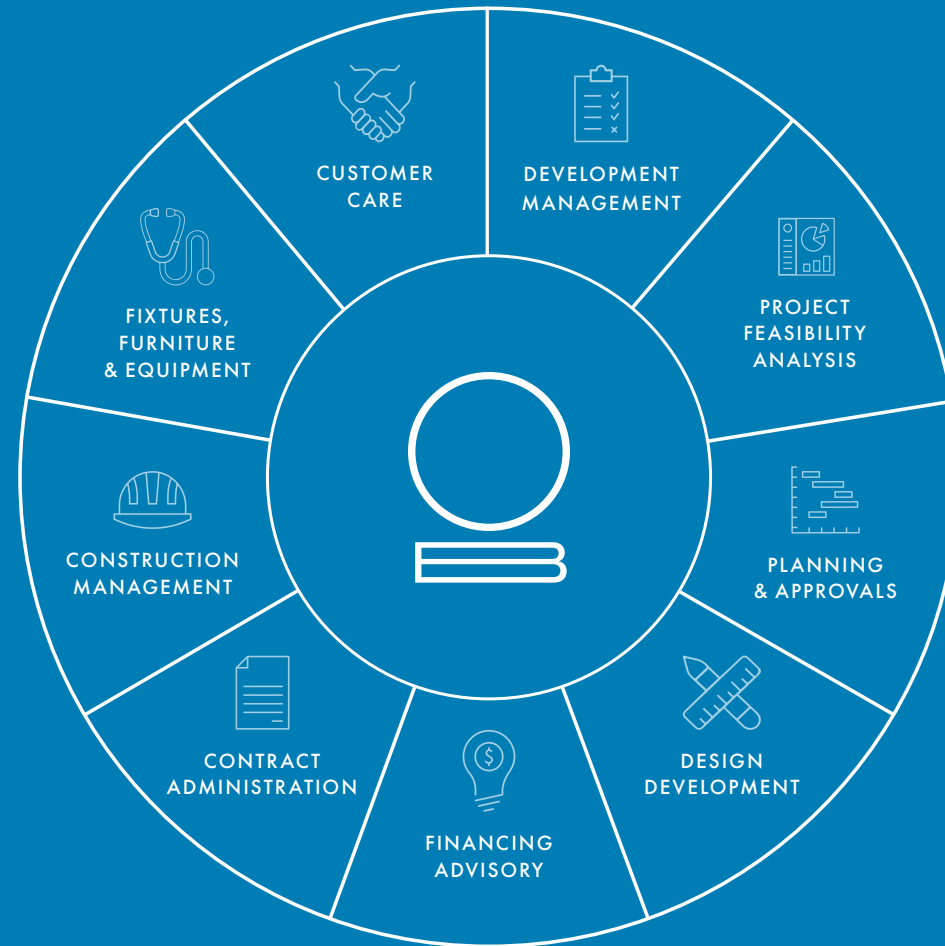 CUSTOMER
CARE
DEVELOPMENT
MANAGEMENT
PROJECT
FEASIBILITY
ANALYSIS
PLANNING
& APPROVALS
DESIGN
DEVELOPMENT
FINANCING
ADVISORY
CONTRACT
ADMINISTRATION
CONSTRUCTION
MANAGEMENT
FIXTURES,
FURNITURE
& EQUIPMENT
$